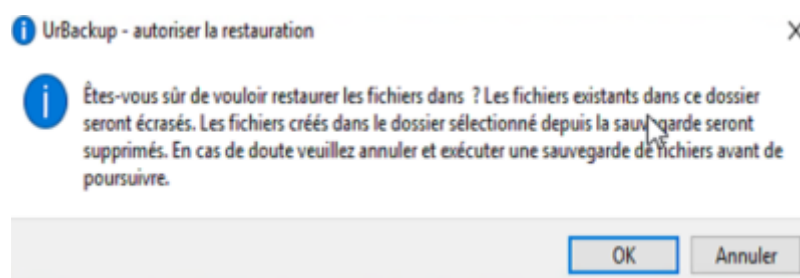 UrBackup - autoriser la restauration
Êtes-vous sûr de vouloir restaurer les fichiers dans ? Les fichiers existants dans ce dossier
seront écrasés. Les fichiers créés dans le dossier sélectionné depuis la sauvegarde seront
supprimés. En cas de doute veuillez annuler et exécuter une sauvegarde de fichiers avant de
poursuivre.
OK
Annuler